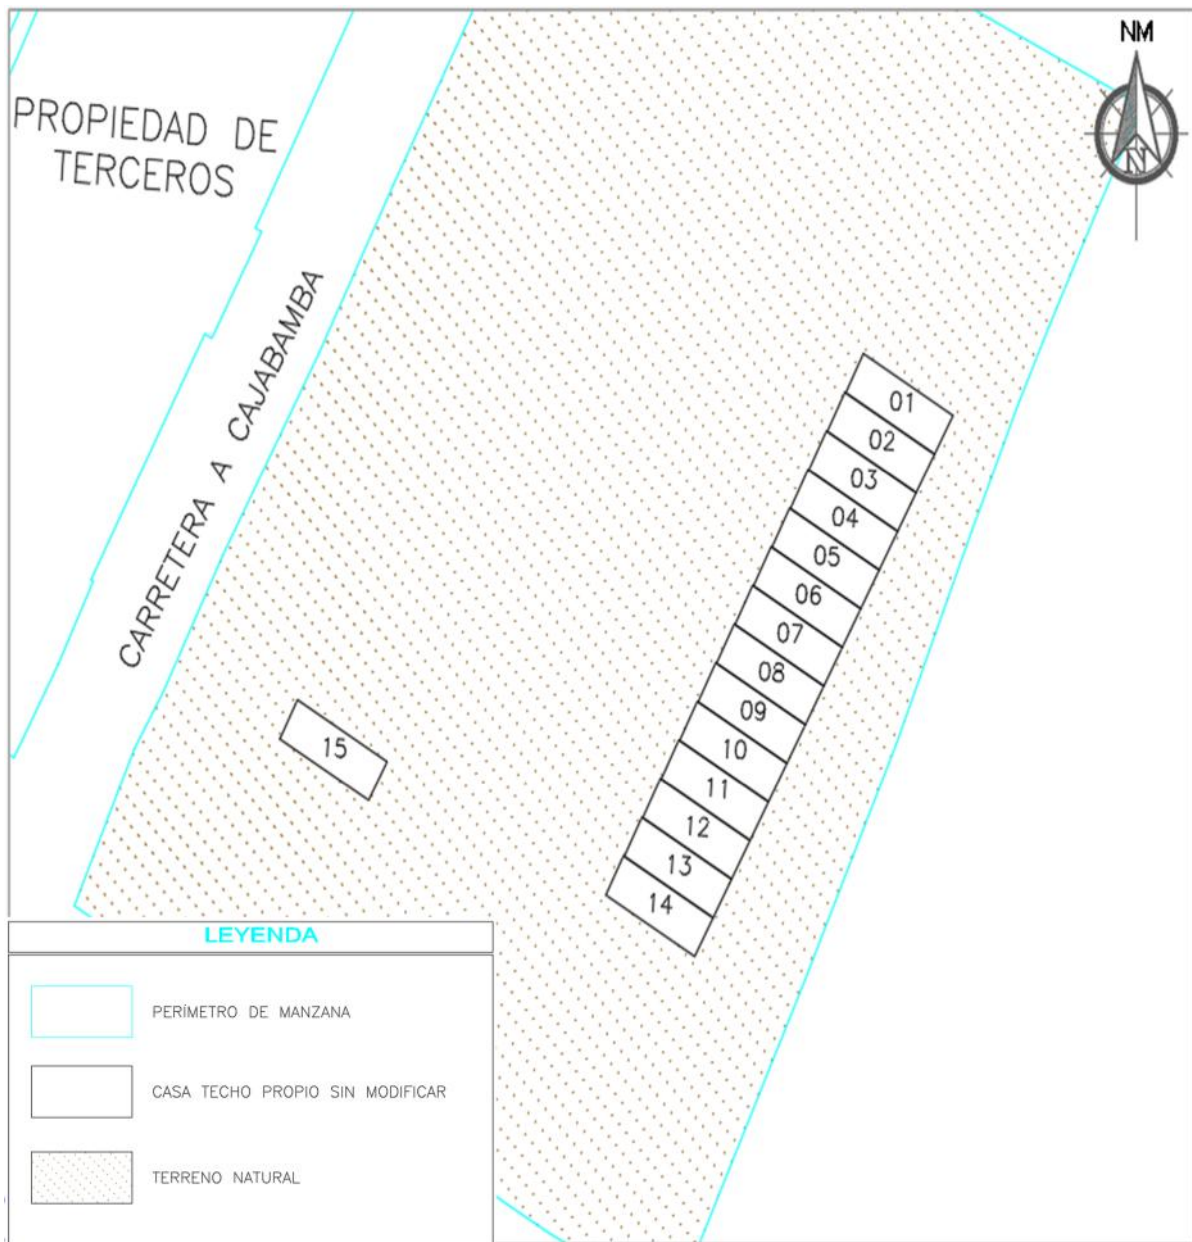 NM
N
PROPIEDAD DE
TERCEROS
CARRETERA A CAJABAMBA
01
02
03
04
05
06
07
08
09
10
11
12
13
14
15
LEYENDA
PERÍMETRO DE MANZANA
CASA TECHO PROPIO SIN MODIFICAR
TERRENO NATURAL